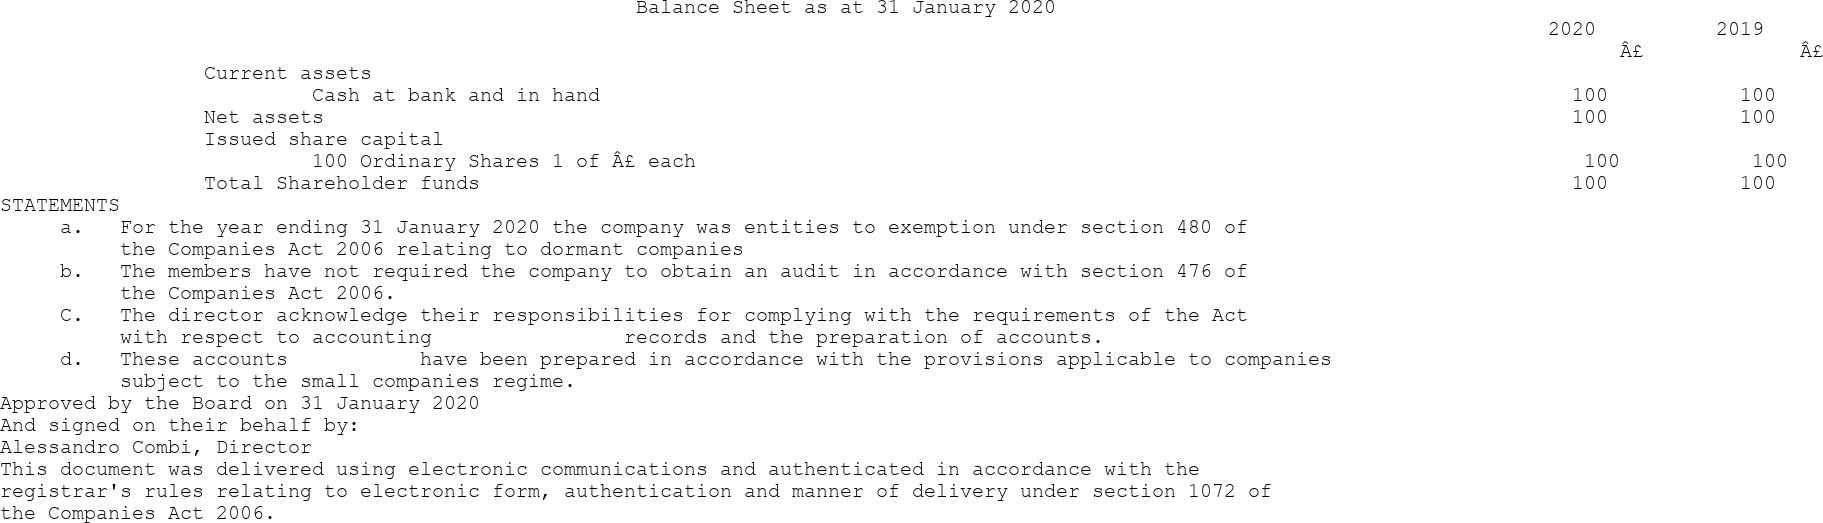 Balance Sheet as at 31 January 2020
2020 2019
Â£ Â£
Current assets
Cash at bank and in hand 100 100
Net assets 100 100
Issued share capital
100 Ordinary Shares 1 of Â£ each 100 100
Total Shareholder funds 100 100
STATEMENTS
a. For the year ending 31 January 2020 the company was entities to exemption under section 480 of
the Companies Act 2006 relating to dormant companies
b. The members have not required the company to obtain an audit in accordance with section 476 of
the Companies Act 2006.
C. The director acknowledge their responsibilities for complying with the requirements of the Act
with respect to accounting records and the preparation of accounts.
d. These accounts have been prepared in accordance with the provisions applicable to companies
subject to the small companies regime.
Approved by the Board on 31 January 2020
And signed on their behalf by:
Alessandro Combi, Director
This document was delivered using electronic communications and authenticated in accordance with the
registrar's rules relating to electronic form, authentication and manner of delivery under section 1072 of
the Companies Act 2006.